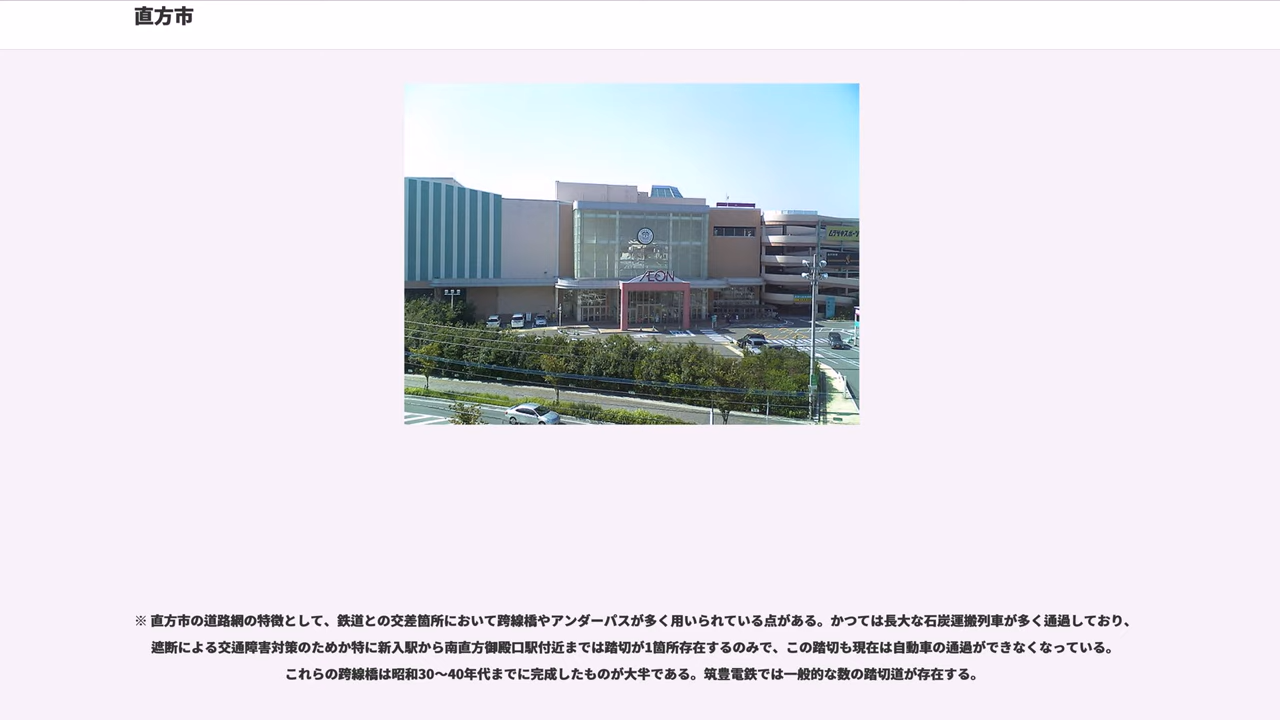 直方市
ÆON
ムラサキスポーツ
※ 直方市の道路網の特徴として、鉄道との交差箇所において跨線橋やアンダーパスが多く用いられている点がある。かつては長大な石炭運搬列車が多く通過しており、
遮断による交通障害対策のためか特に新入駅から南直方御殿口駅付近までは踏切が1箇所存在するのみで、この踏切も現在は自動車の通過ができなくなっている。
これらの跨線橋は昭和30〜40年代までに完成したものが大半である。筑豊電鉄では一般的な数の踏切道が存在する。